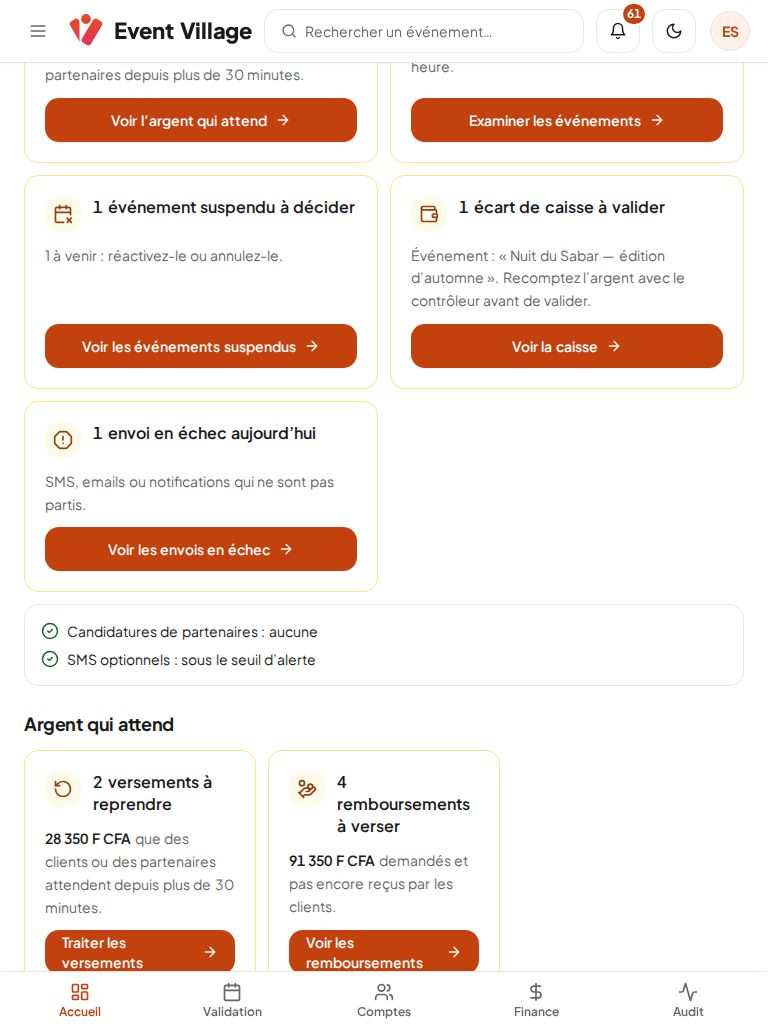 Event Village
Rechercher un événement...
61
ES
partenaires depuis plus de 30 minutes.
Voir l’argent qui attend
heure.
Examiner les événements
1 événement suspendu à décider
1 à venir : réactivez-le ou annulez-le.
Voir les événements suspendus
1 écart de caisse à valider
Événement : « Nuit du Sabar — édition
d’automne ». Recomptez l’argent avec le
contrôleur avant de valider.
Voir la caisse
1 envoi en échec aujourd’hui
SMS, emails ou notifications qui ne sont pas
partis.
Voir les envois en échec
Candidatures de partenaires : aucune
SMS optionnels : sous le seuil d’alerte
Argent qui attend
2 versements à
reprendre
28 350 F CFA que des
clients ou des partenaires
attendent depuis plus de 30
minutes.
Traiter les
versements
4
remboursements
à verser
91 350 F CFA demandés et
pas encore reçus par les
clients.
Voir les
remboursements
Accueil
Validation
Comptes
Finance
Audit